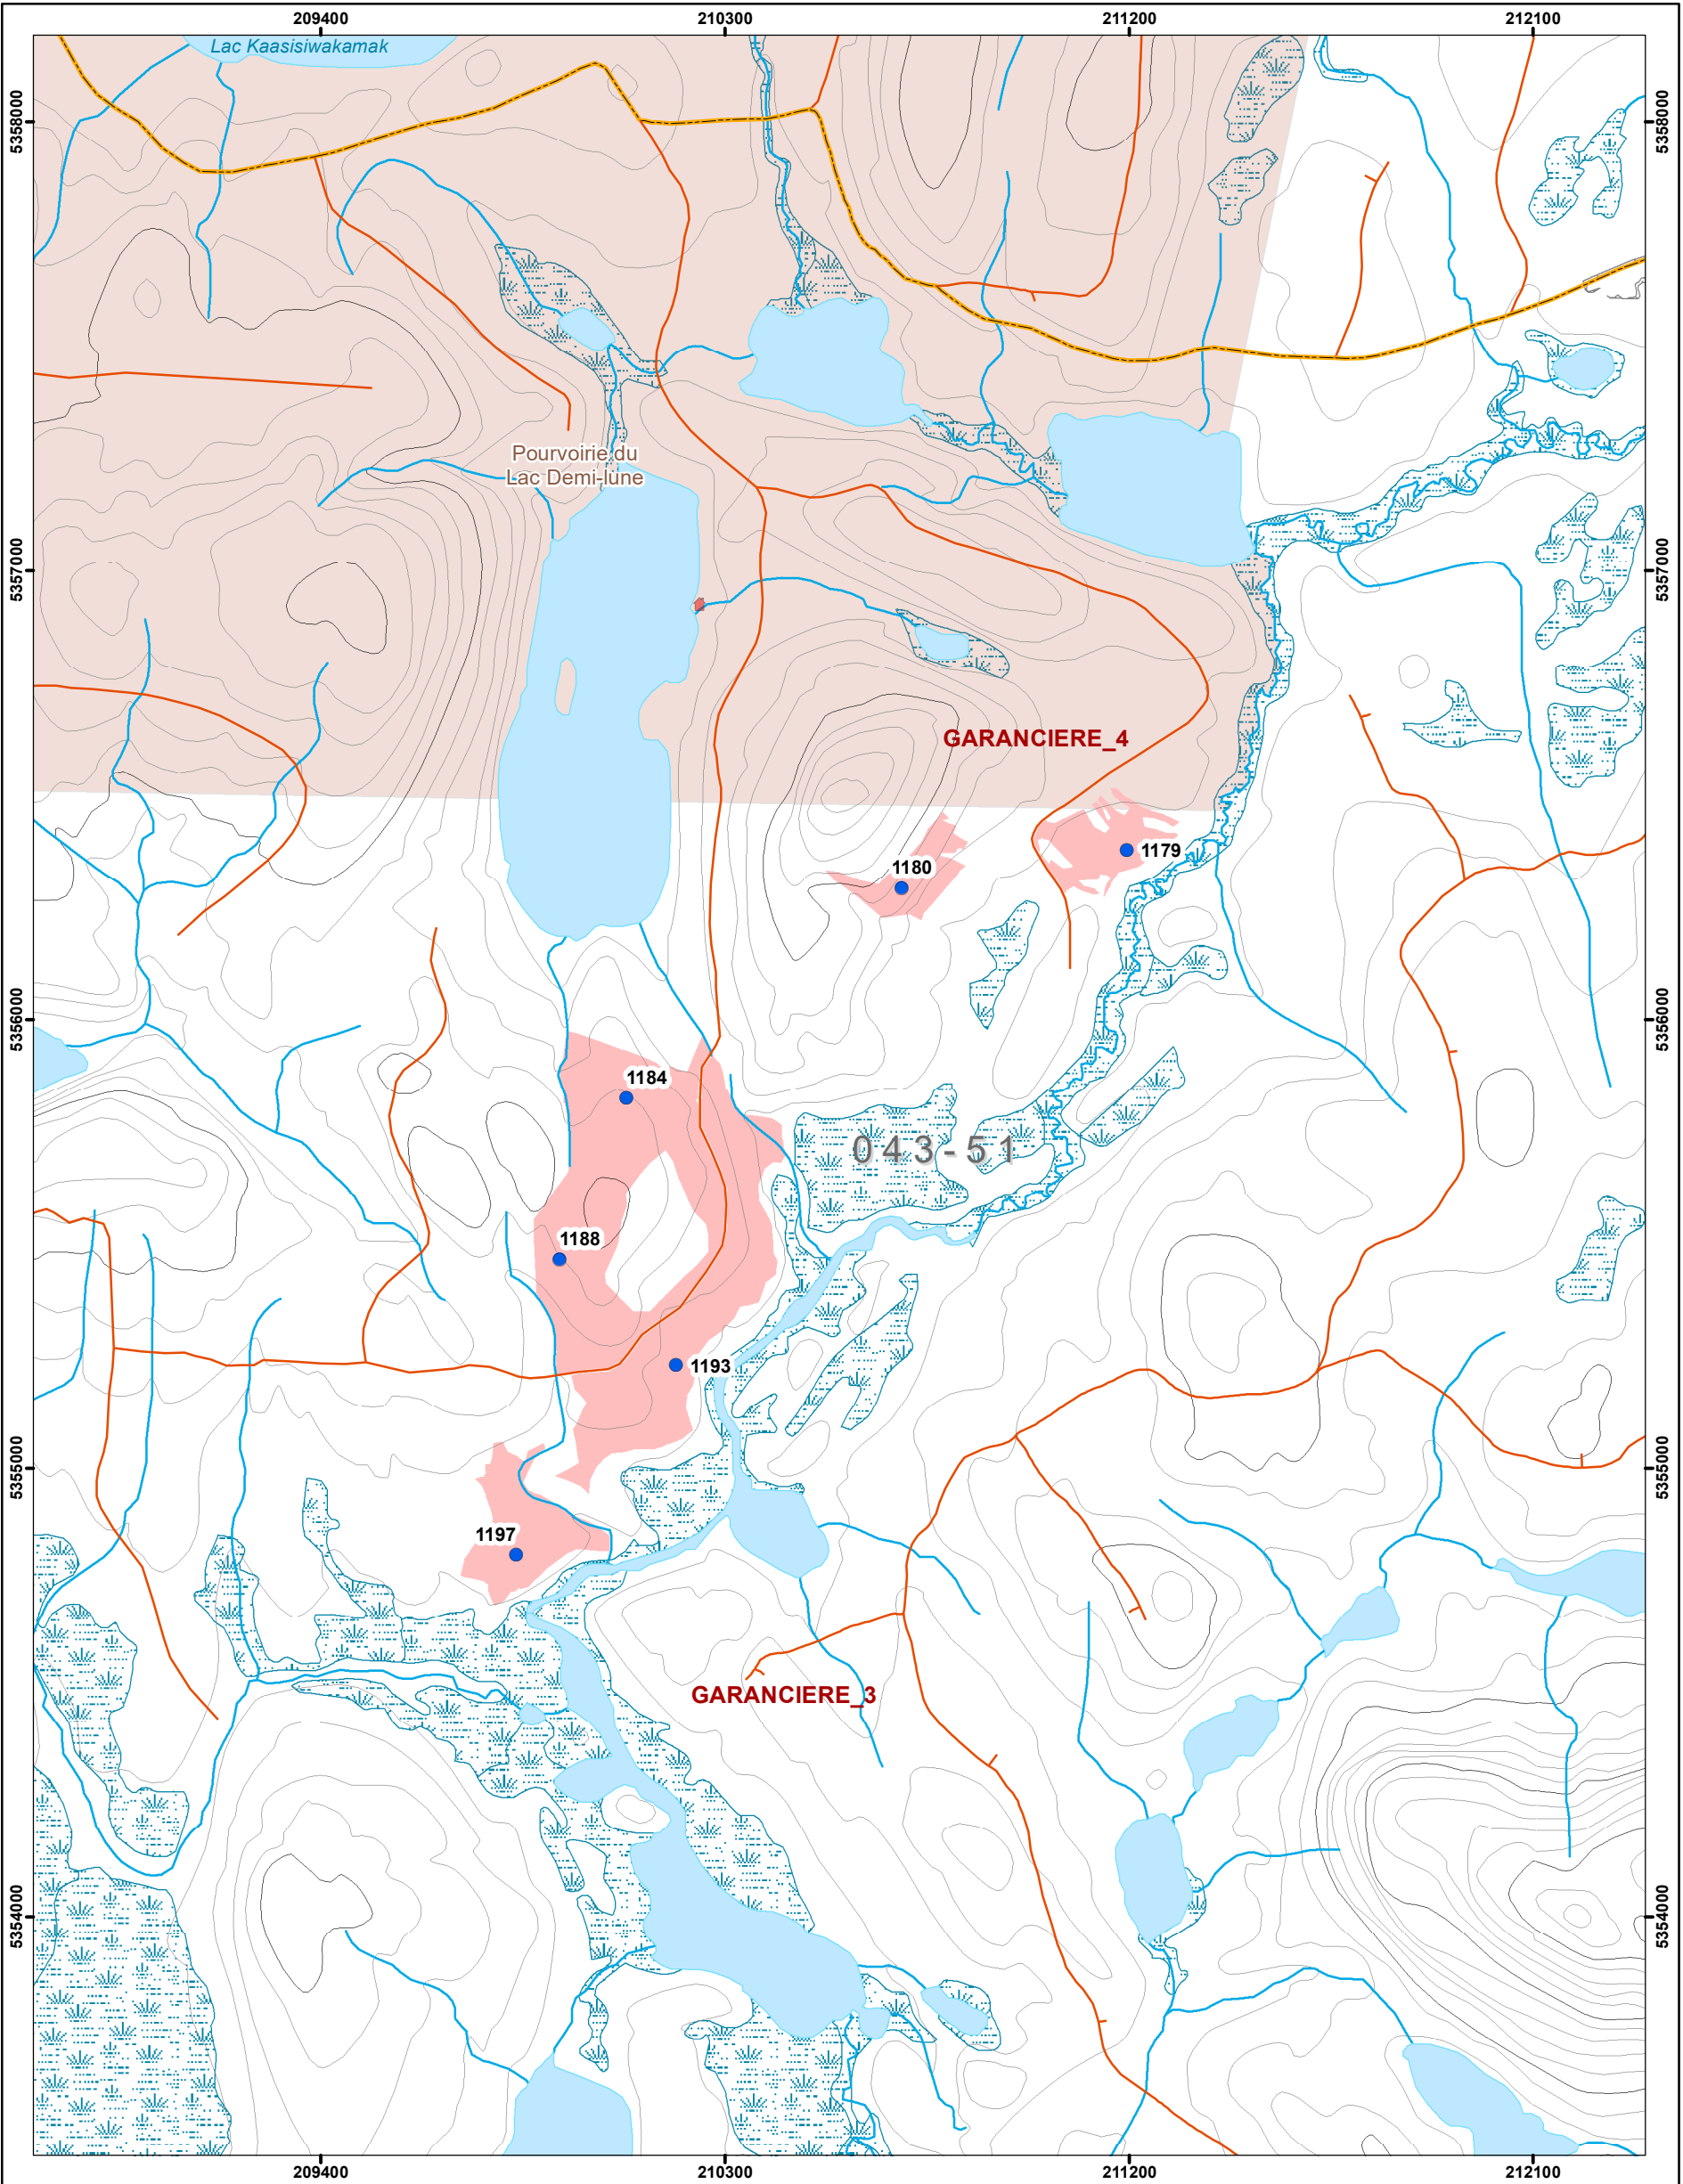 209400 210300 211200 212100
Lac Kaasisiwakamak
5358000 5358000
Pourvoirie du
Lac Demi-lune
5357000 5357000
GARANCIERE_4
1179
1180
5356000 5356000
1184
043-51
1188
1193
5355000 5355000
1197
GARANCIERE_3
5354000 5354000
209400 210300 211200 212100